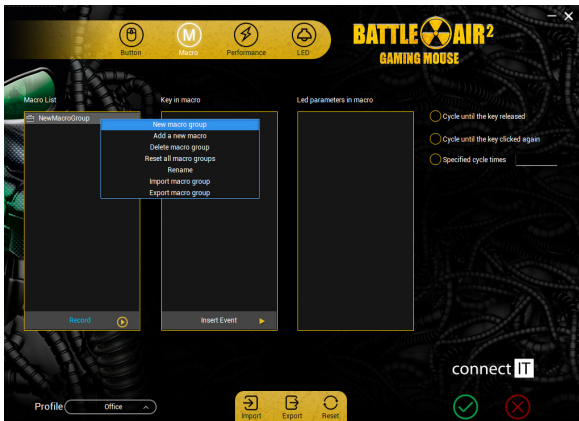 BATTLE AIR²
GAMING MOUSE
Button
M
Macro
Performance
LED
Macro List
Key in macro
Led parameters in macro
NewMacroGroup
New macro group
Add a new macro
Delete macro group
Reset all macro groups
Rename
Import macro group
Export macro group
Cycle until the key released
Cycle until the key clicked again
Specified cycle times
Record
Insert Event
connect IT
Profile
Office
Import
Export
Reset